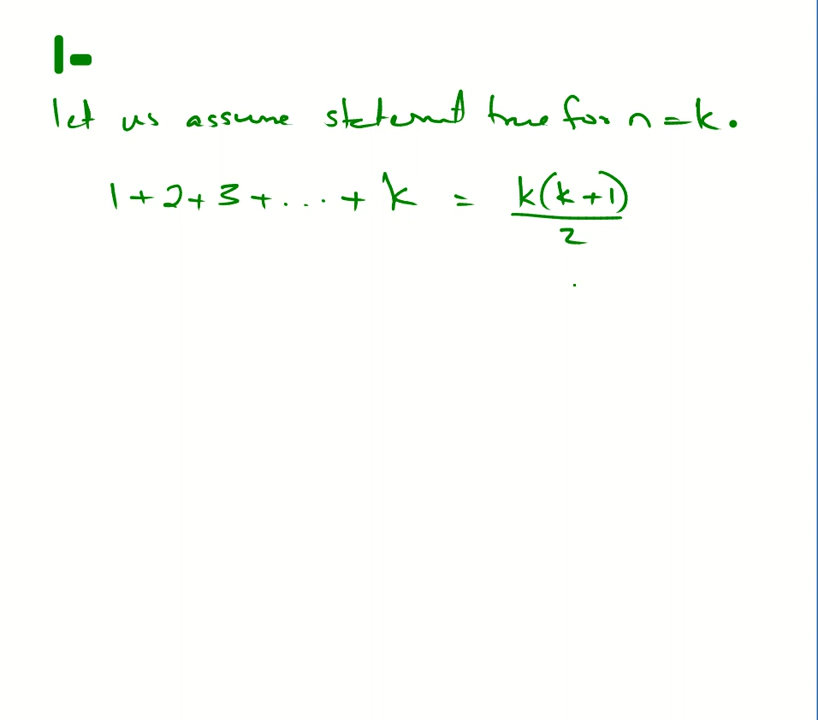 1-
let us assume statement true for n = k.
1 + 2 + 3 + ... + k = k(k+1)
2